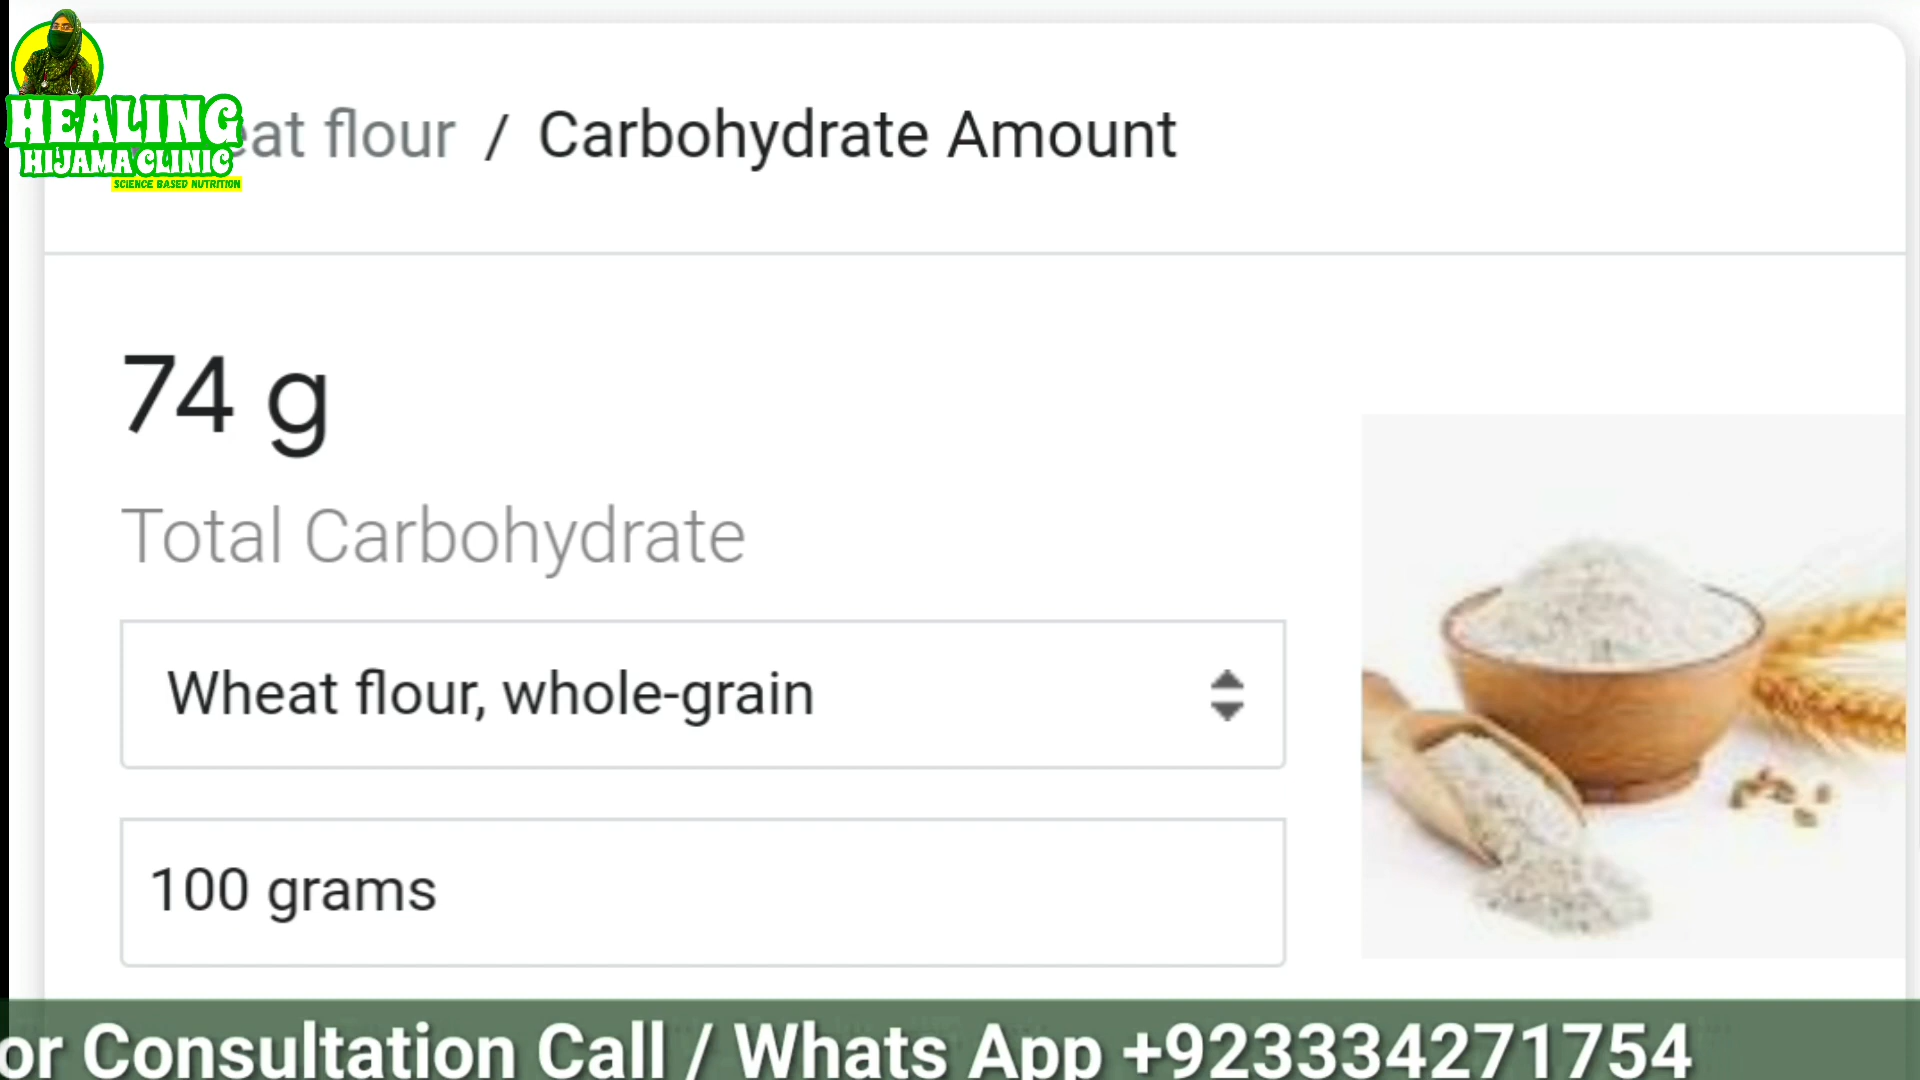 HEALING
HIJAMA CLINIC
SCIENCE BASED NUTRITION
eat flour / Carbohydrate Amount
74 g
Total Carbohydrate
Wheat flour, whole-grain
100 grams
or Consultation Call / Whats App +923334271754